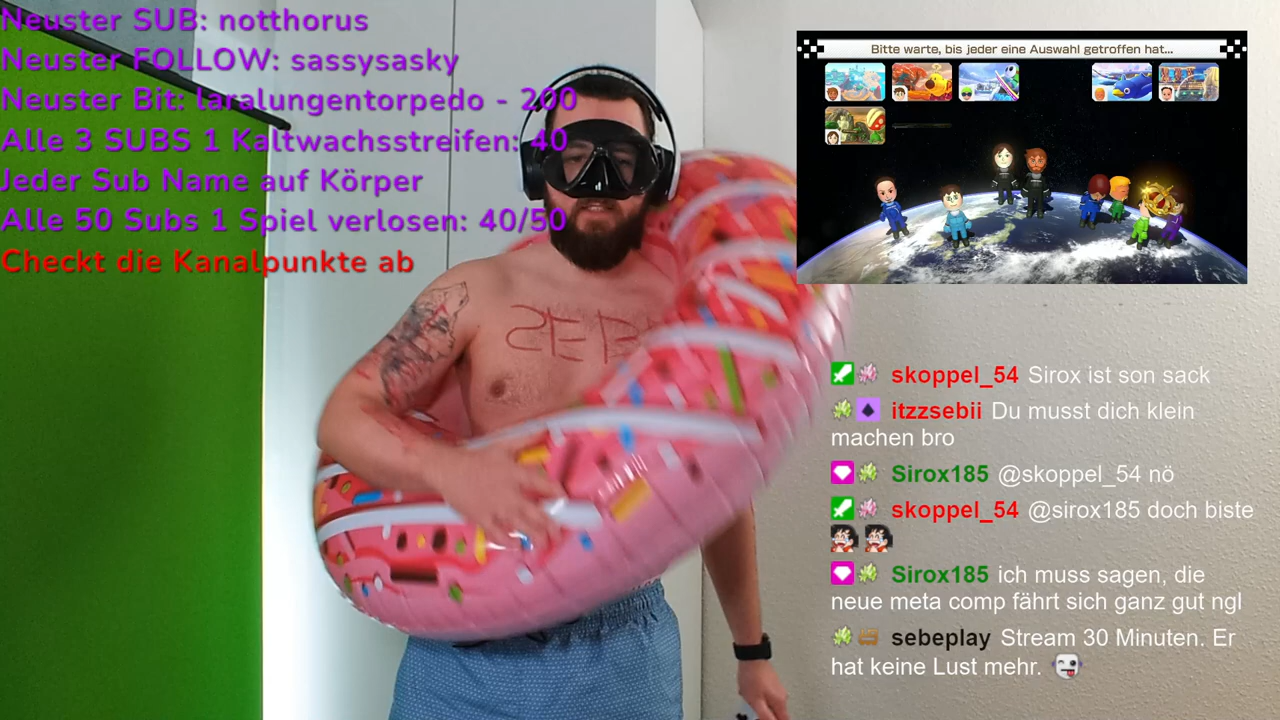 Neuster SUB: notthorus
Neuster FOLLOW: sassysasky
Neuster Bit: laralungentorpedo - 200
Alle 3 SUBS 1 Kaltwachsstreifen: 40
Jeder Sub Name auf Körper
Alle 50 Subs 1 Spiel verlosen: 40/50
Checkt die Kanalpunkte ab
Bitte warte, bis jeder eine Auswahl getroffen hat...
SEB
skoppel_54 Sirox ist son sack
itzzsebii Du musst dich klein
machen bro
Sirox185 @skoppel_54 nö
skoppel_54 @sirox185 doch biste
Sirox185 ich muss sagen, die
neue meta comp fährt sich ganz gut ngl
sebeplay Stream 30 Minuten. Er
hat keine Lust mehr.